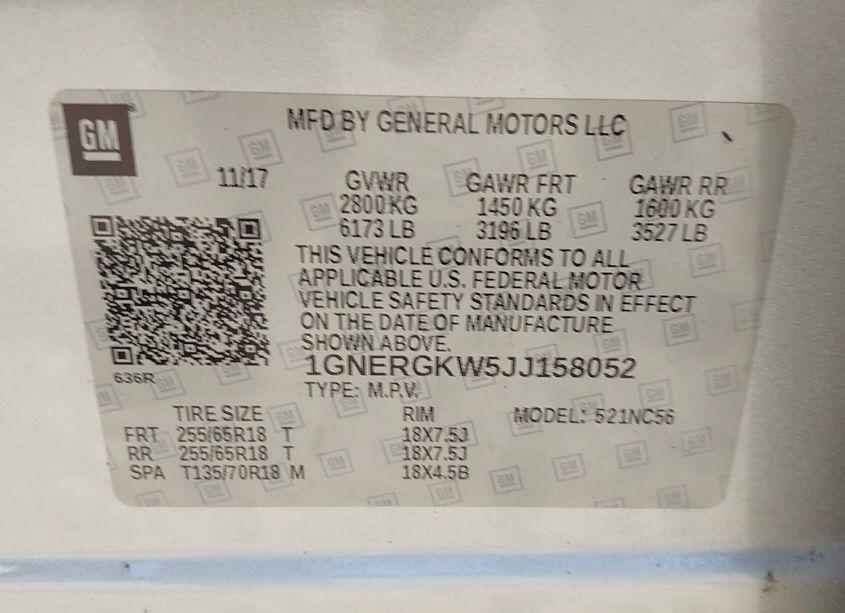 GM
MFD BY GENERAL MOTORS LLC
11/17 GVWR GAWR FRT GAWR RR
2800 KG 1450 KG 1600 KG
6173 LB 3196 LB 3527 LB
THIS VEHICLE CONFORMS TO ALL
APPLICABLE U.S. FEDERAL MOTOR
VEHICLE SAFETY STANDARDS IN EFFECT
ON THE DATE OF MANUFACTURE
SHOWN ABOVE.
1GNERGKW5JJ158052
636R
TYPE: M.P.V.
TIRE SIZE RIM MODEL: 521NC56
FRT 255/65R18 T 18X7.5J
RR 255/65R18 T 18X7.5J
SPA T135/70R18 M 18X4.5B